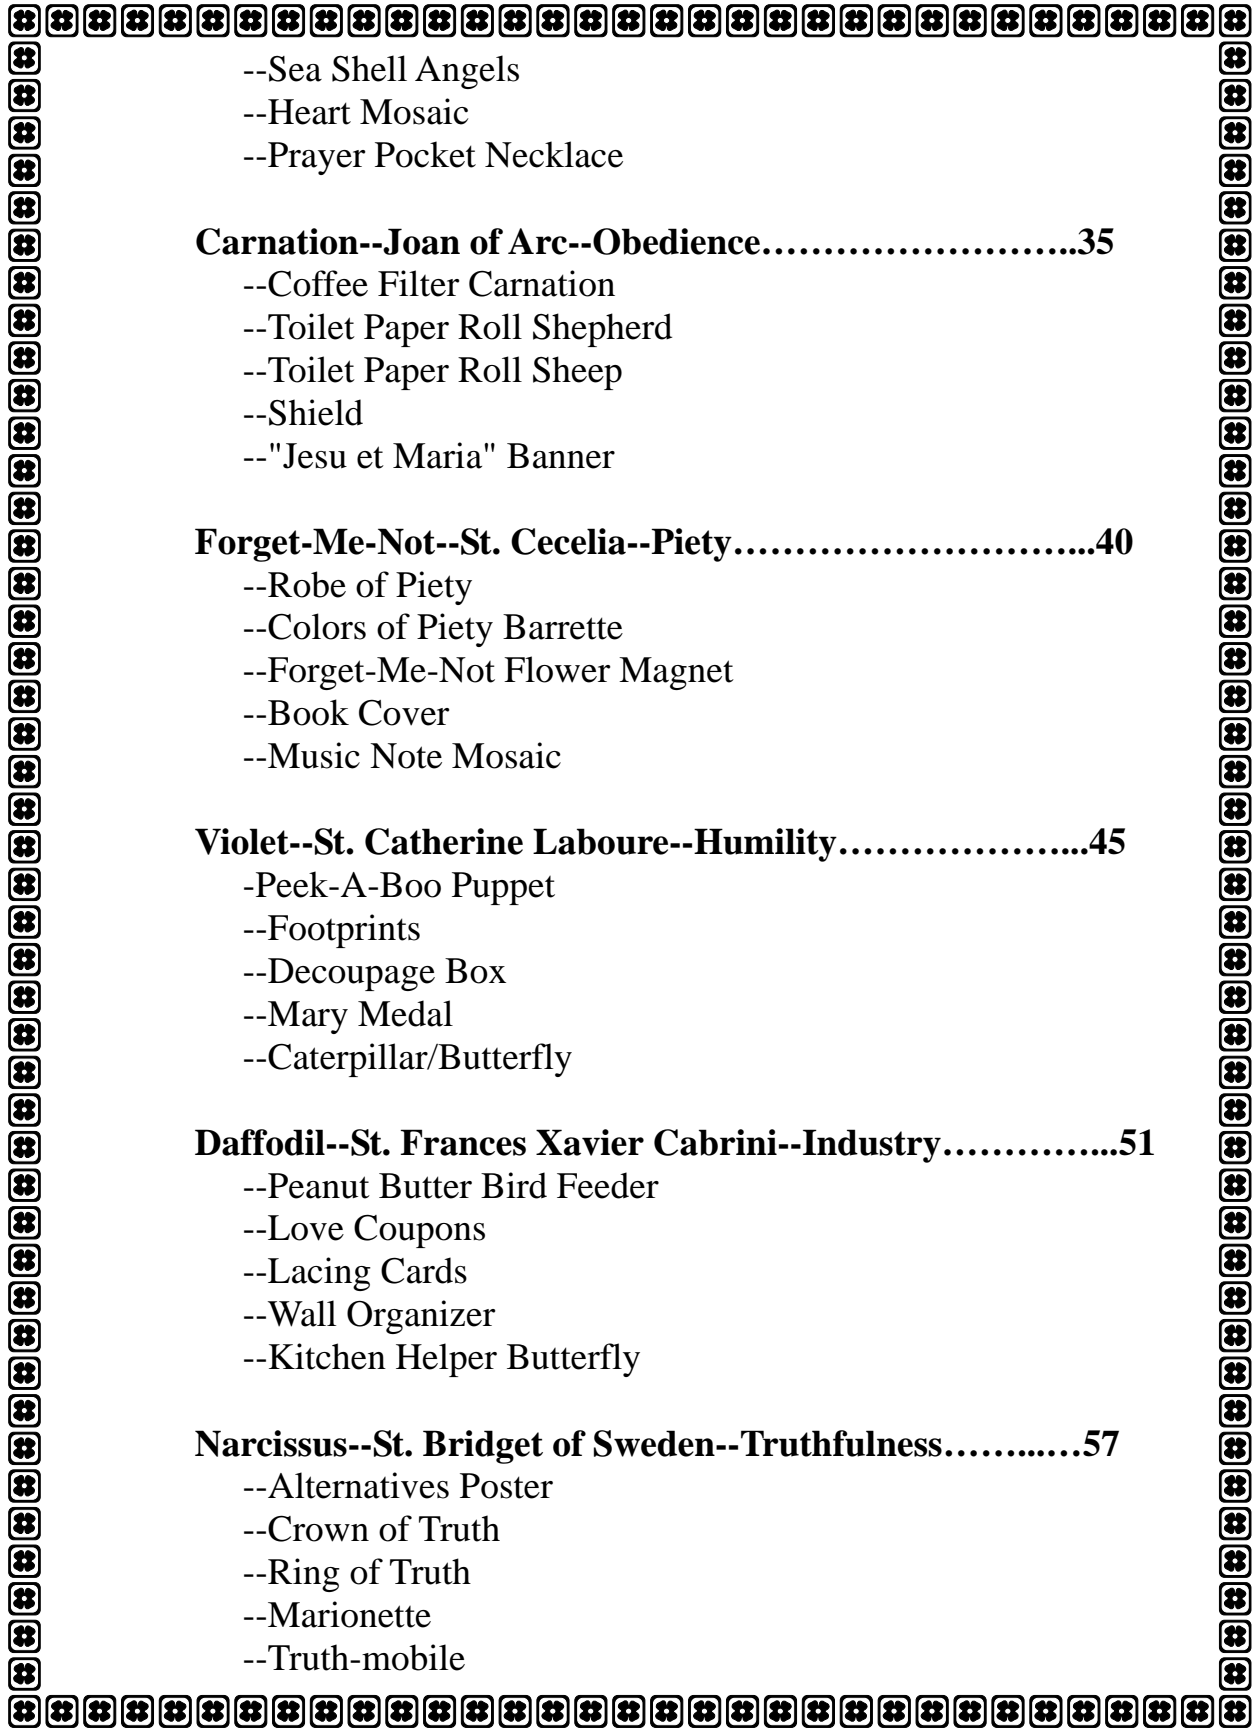 --Sea Shell Angels
--Heart Mosaic
--Prayer Pocket Necklace
Carnation--Joan of Arc--Obedience……………………..35
--Coffee Filter Carnation
--Toilet Paper Roll Shepherd
--Toilet Paper Roll Sheep
--Shield
--"Jesu et Maria" Banner
Forget-Me-Not--St. Cecelia--Piety………………………...40
--Robe of Piety
--Colors of Piety Barrette
--Forget-Me-Not Flower Magnet
--Book Cover
--Music Note Mosaic
Violet--St. Catherine Laboure--Humility………………...45
-Peek-A-Boo Puppet
--Footprints
--Decoupage Box
--Mary Medal
--Caterpillar/Butterfly
Daffodil--St. Frances Xavier Cabrini--Industry…………...51
--Peanut Butter Bird Feeder
--Love Coupons
--Lacing Cards
--Wall Organizer
--Kitchen Helper Butterfly
Narcissus--St. Bridget of Sweden--Truthfulness……...…57
--Alternatives Poster
--Crown of Truth
--Ring of Truth
--Marionette
--Truth-mobile